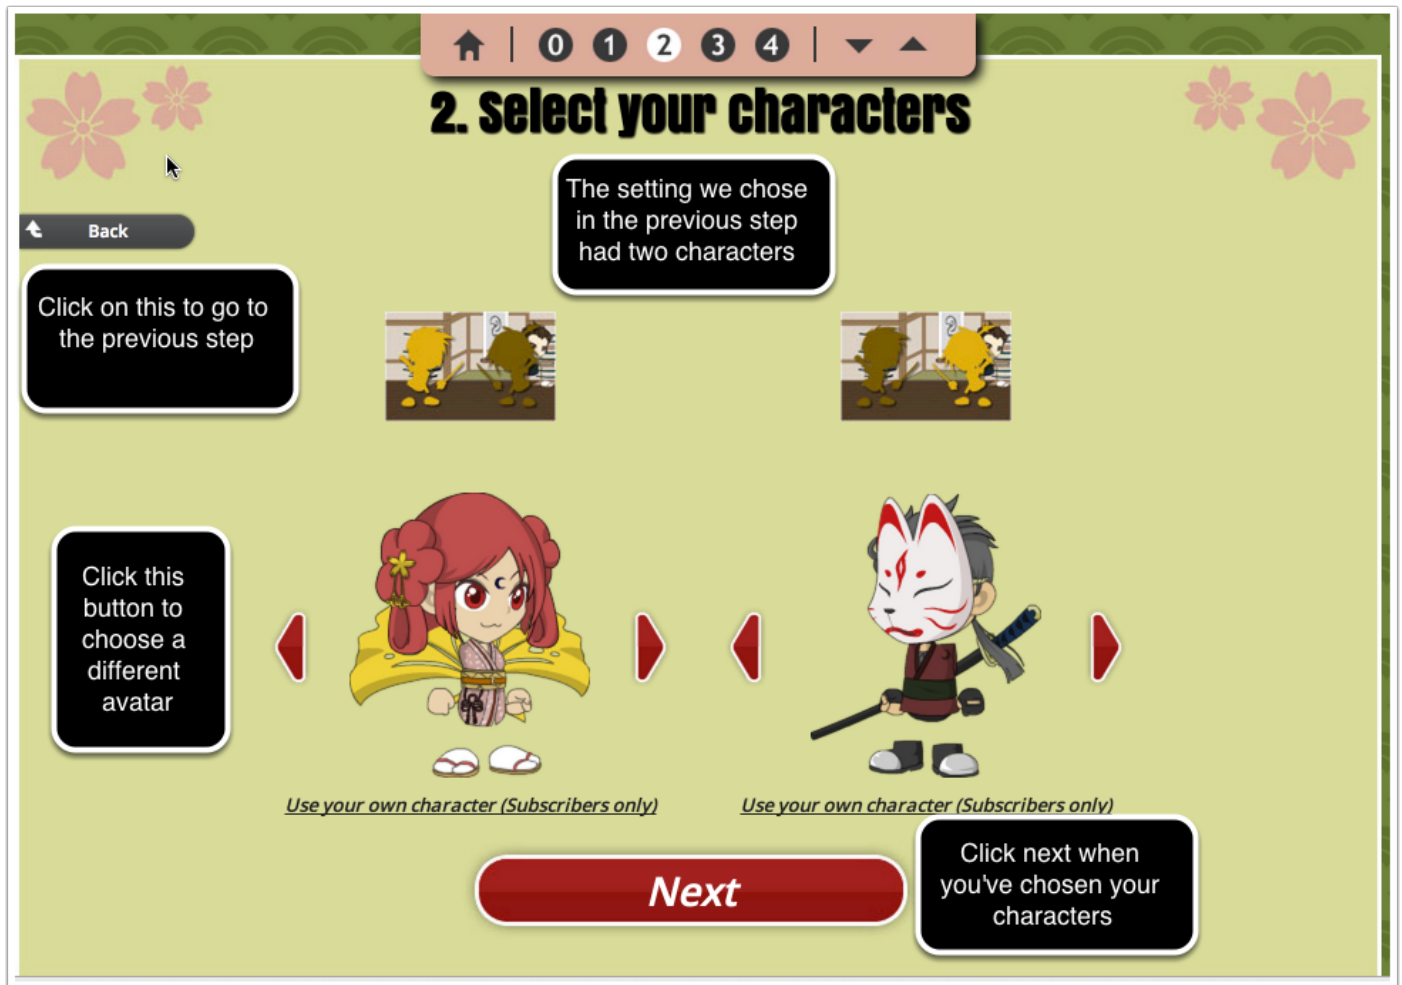 0 1 2 3 4
2. Select your characters
The setting we chose
in the previous step
had two characters
Back
Click on this to go to
the previous step
Click this
button to
choose a
different
avatar
Use your own character (Subscribers only)
Use your own character (Subscribers only)
Next
Click next when
you've chosen your
characters